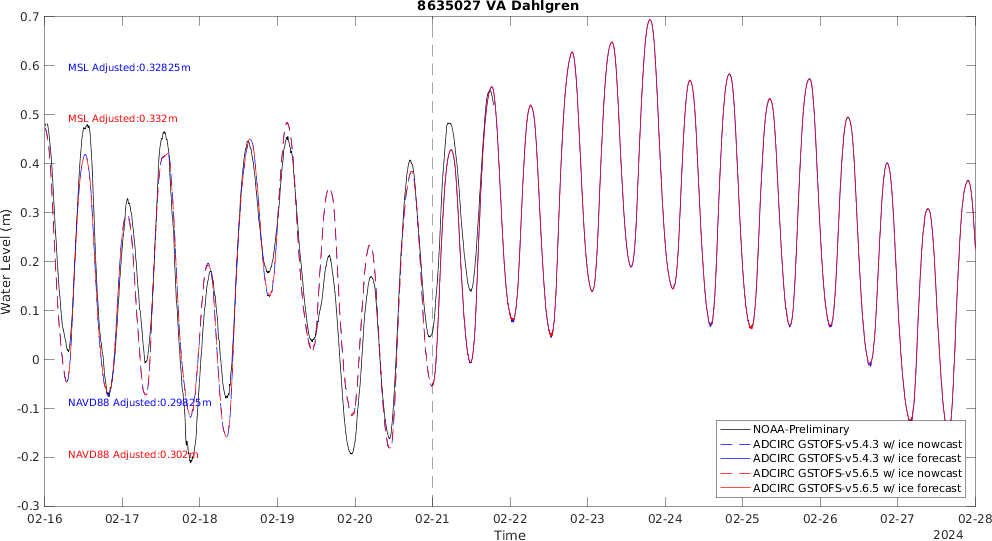 8635027 VA Dahlgren
0.7
0.6
0.5
0.4
0.3
0.2
0.1
0
-0.1
-0.2
-0.3
Water Level (m)
MSL Adjusted:0.32825m
MSL Adjusted:0.332m
NAVD88 Adjusted:0.29825m
NAVD88 Adjusted:0.302m
NOAA-Preliminary
ADCIRC GSTOFS-v5.4.3 w/ ice nowcast
ADCIRC GSTOFS-v5.4.3 w/ ice forecast
ADCIRC GSTOFS-v5.6.5 w/ ice nowcast
ADCIRC GSTOFS-v5.6.5 w/ ice forecast
02-16 02-17 02-18 02-19 02-20 02-21 02-22 02-23 02-24 02-25 02-26 02-27 02-28
Time
2024